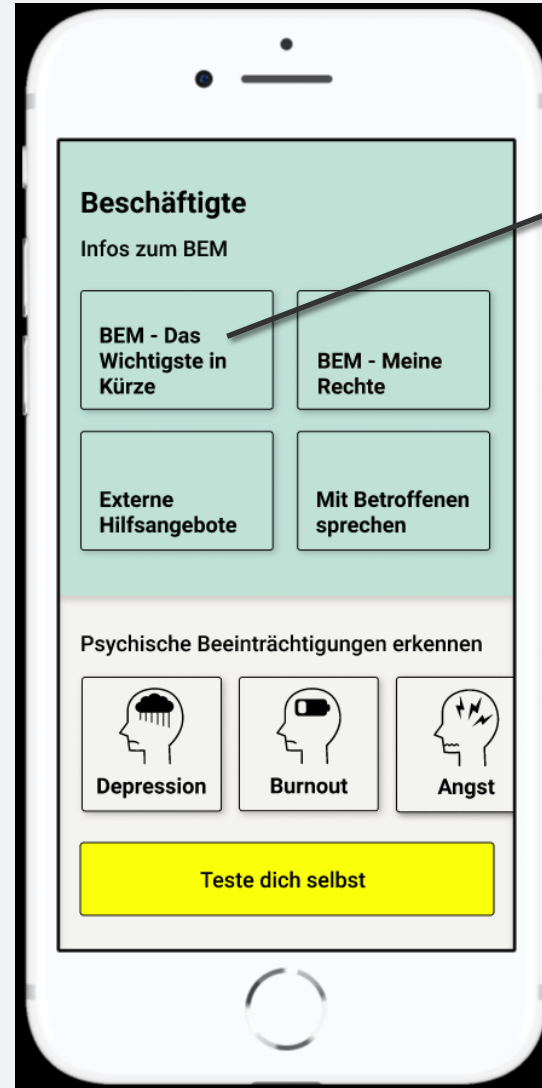 Beschäftigte
Infos zum BEM
BEM - Das
Wichtigste in
Kürze
BEM - Meine
Rechte
Externe
Hilfsangebote
Mit Betroffenen
sprechen
Psychische Beeinträchtigungen erkennen
Depression
Burnout
Angst
Teste dich selbst